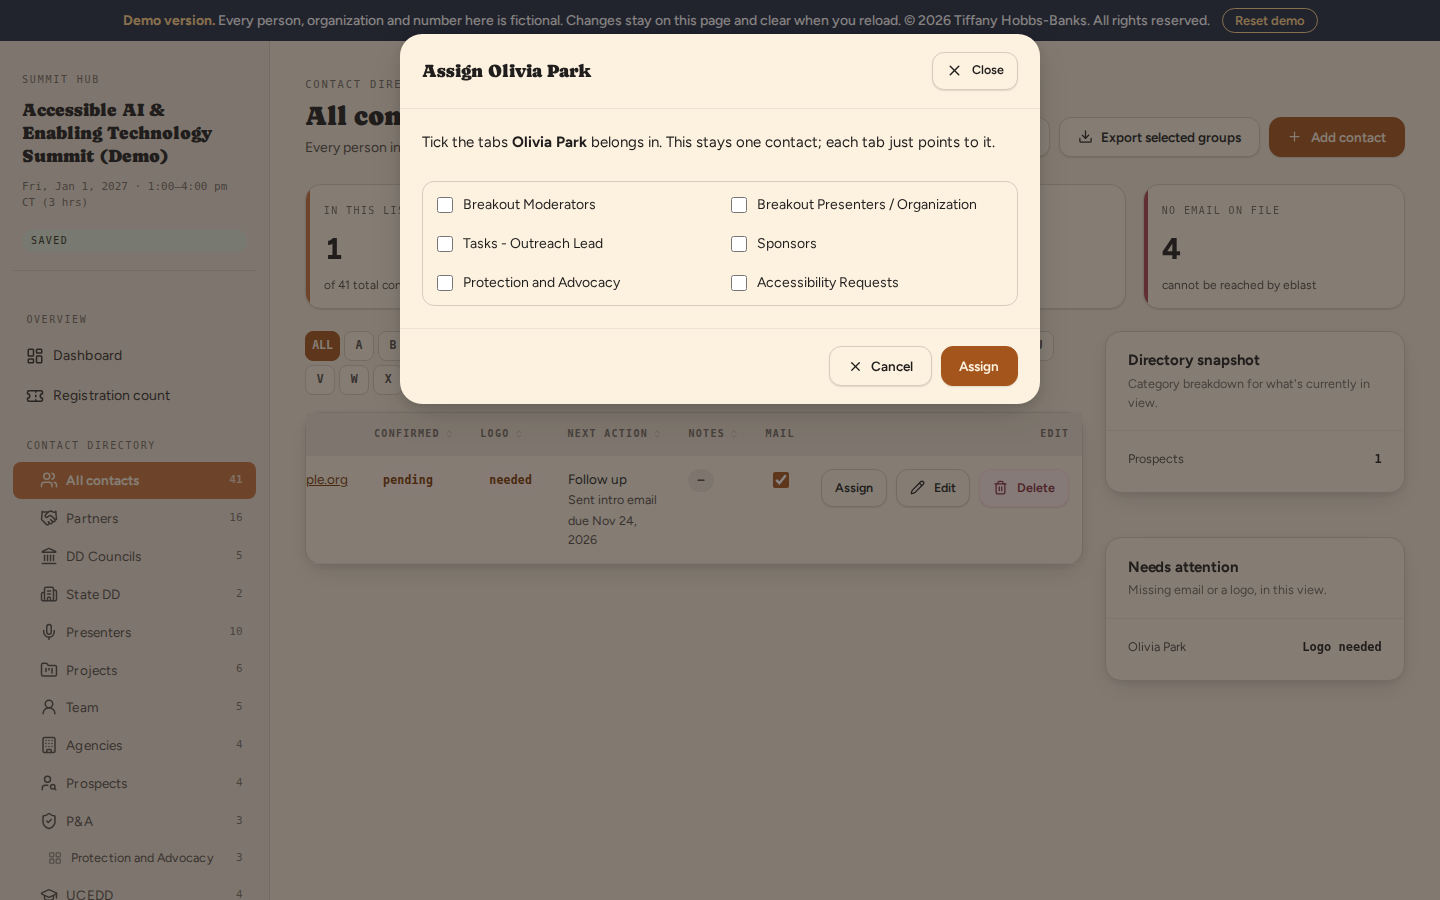 Demo version. Every person, organization and number here is fictional. Changes stay on this page and clear when you reload. © 2026 Tiffany Hobbs-Banks. All rights reserved.
Reset demo
SUMMIT HUB
Accessible AI &
Enabling Technology
Summit (Demo)
Fri, Jan 1, 2027 · 1:00–4:00 pm
CT (3 hrs)
SAVED
OVERVIEW
Dashboard
Registration count
CONTACT DIRECTORY
All contacts 41
Partners 16
DD Councils 5
State DD 2
Presenters 10
Projects 6
Team 5
Agencies 4
Prospects 4
P&A 3
Protection and Advocacy 3
UCEDD 4
CONTACT DIRE
All con
Every person in
Export selected groups
Add contact
IN THIS LIS
1
of 41 total con
NO EMAIL ON FILE
4
cannot be reached by eblast
ALL A B
V W X
Assign Olivia Park
Close
Tick the tabs Olivia Park belongs in. This stays one contact; each tab just points to it.
Breakout Moderators
Breakout Presenters / Organization
Tasks - Outreach Lead
Sponsors
Protection and Advocacy
Accessibility Requests
Cancel
Assign
CONFIRMED LOGO NEXT ACTION NOTES MAIL EDIT
ple.org pending needed Follow up – Assign Edit Delete
Sent intro email
due Nov 24,
2026
Directory snapshot
Category breakdown for what's currently in
view.
Prospects 1
Needs attention
Missing email or a logo, in this view.
Olivia Park Logo needed